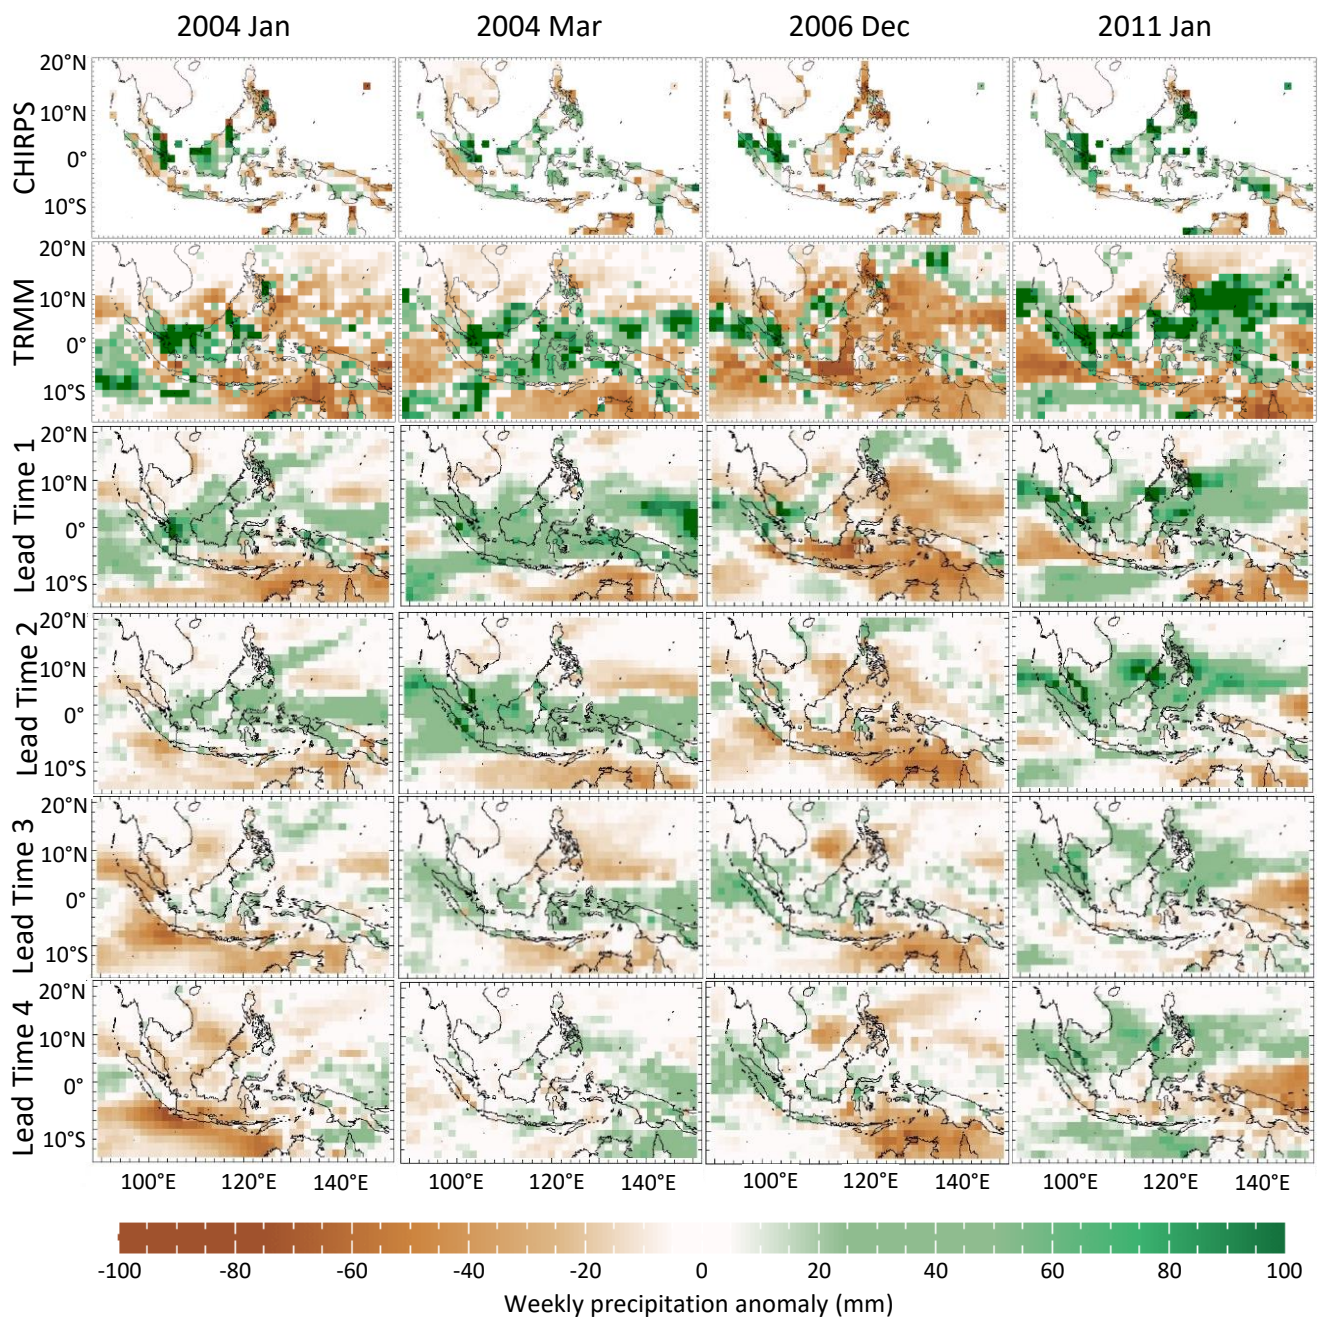 2004 Jan 2004 Mar 2006 Dec 2011 Jan
CHIRPS
20°N
10°N
0°
10°S
TRMM
20°N
10°N
0°
10°S
Lead Time 1
20°N
10°N
0°
10°S
Lead Time 2
20°N
10°N
0°
10°S
Lead Time 3
20°N
10°N
0°
10°S
Lead Time 4
20°N
10°N
0°
10°S
100°E 120°E 140°E 100°E 120°E 140°E 100°E 120°E 140°E 100°E 120°E 140°E
-100 -80 -60 -40 -20 0 20 40 60 80 100
Weekly precipitation anomaly (mm)